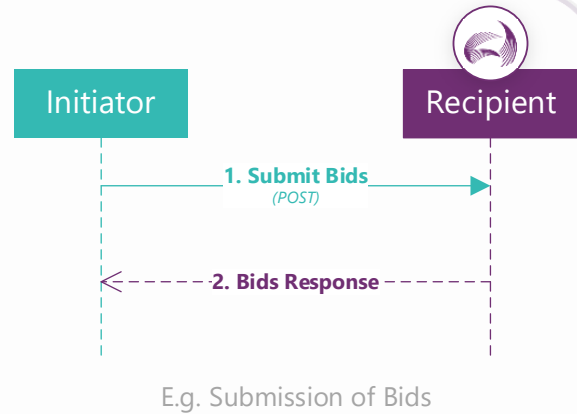 Initiator
Recipient
1. Submit Bids
(POST)
2. Bids Response
E.g. Submission of Bids